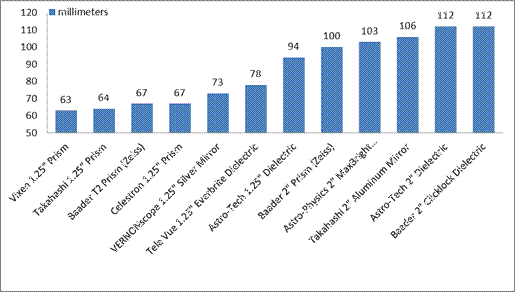 120
110
100
90
80
70
60
50
millimeters
63
64
67
67
73
78
94
100
103
106
112
112
Vixen 1.25" Prism
Takahashi 1.25" Prism
Baader T2 Prism (Zeiss)
Celestron 1.25" Prism
VERNONscope 1.25" Silver Mirror
Tele Vue 1.25" Everbrite Dielectric
Astro-Tech 1.25" Dielectric
Baader 2" Prism (Zeiss)
Astro-Physics 2" MaxBright...
Takahashi 2" Aluminum Mirror
Astro-Tech 2" Dielectric
Baader 2" Clicklock Dielectric